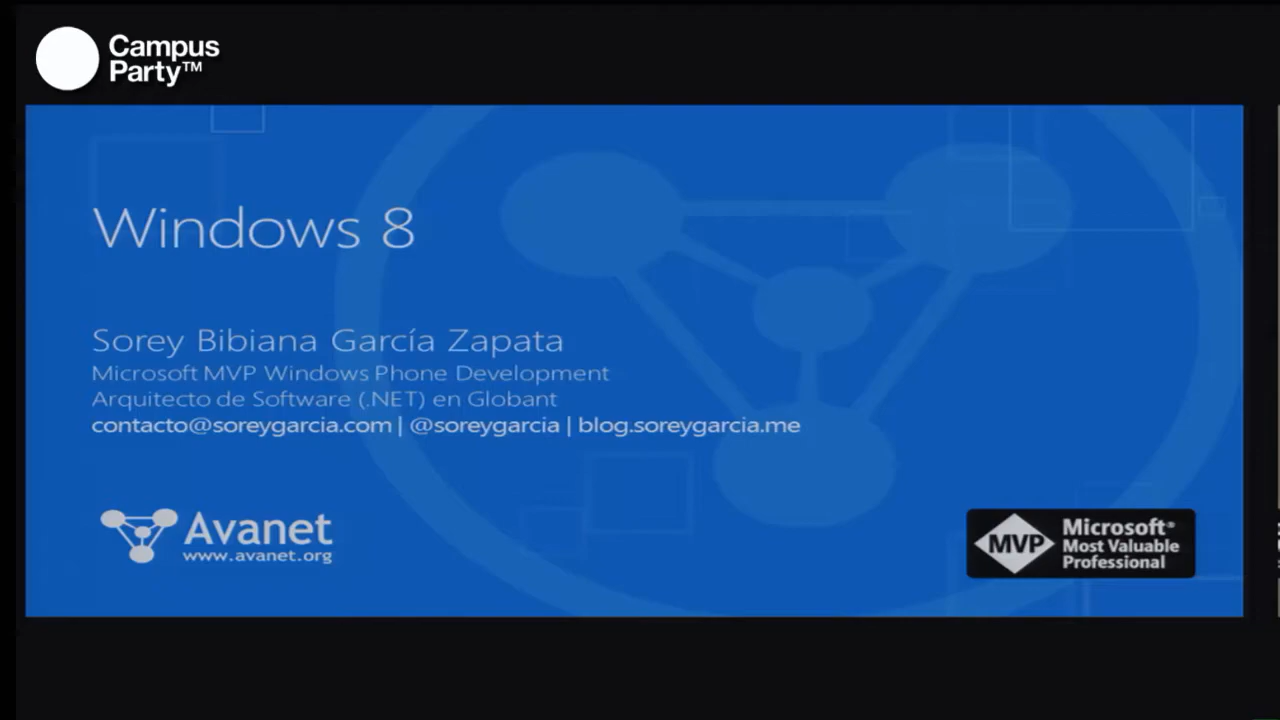 Campus
Party™
Windows 8
Sorey Bibiana García Zapata
Microsoft MVP Windows Phone Development
Arquitecto de Software (.NET) en Globant
contacto@soreygarcia.com | @soreygarcia | blog.soreygarcia.me
Avanet
www.avanet.org
MVP
Microsoft®
Most Valuable
Professional